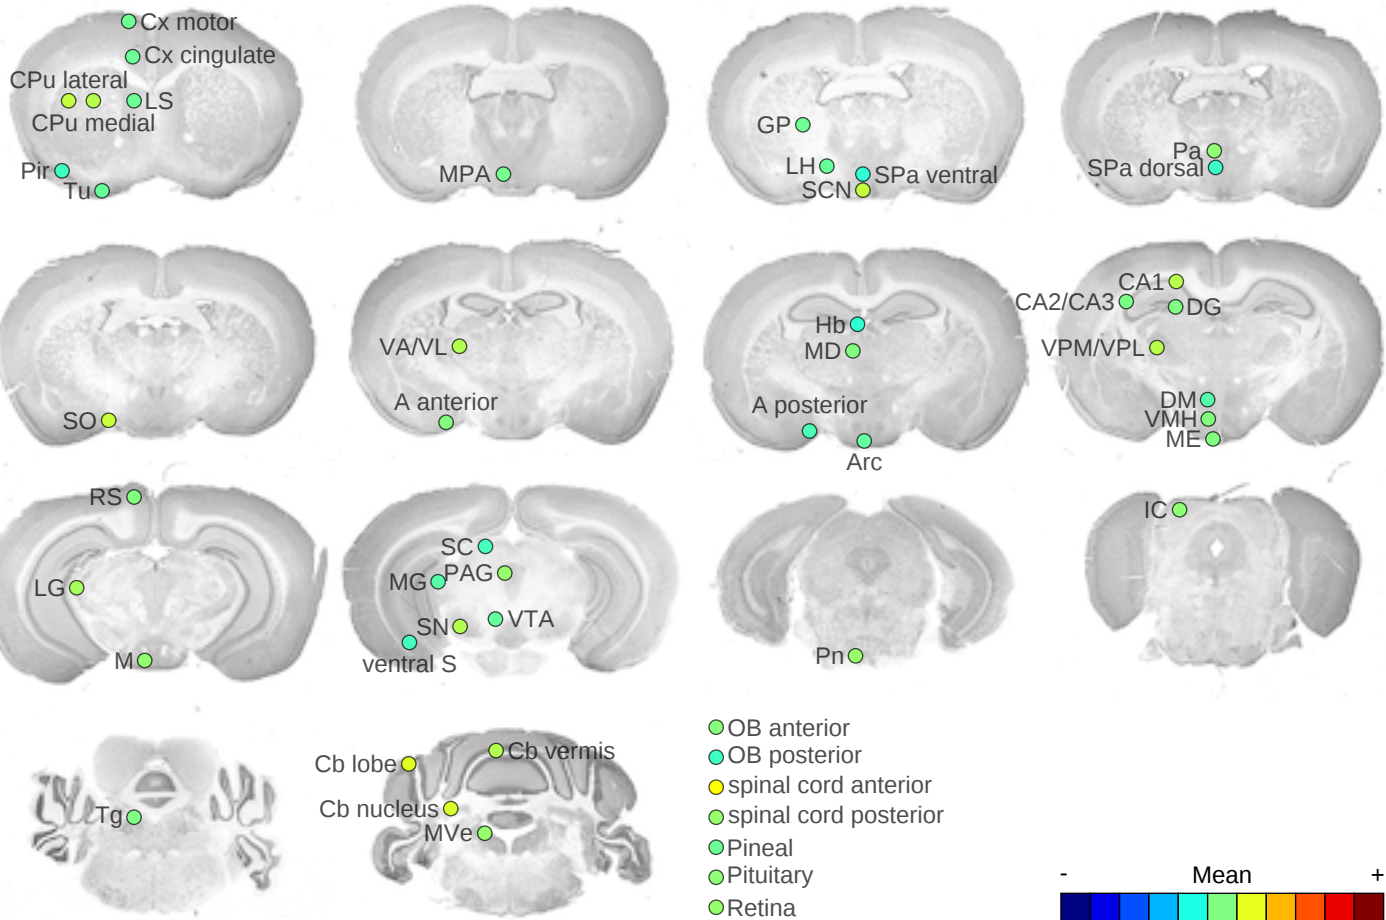 Cx motor
Cx cingulate
CPu lateral
LS
CPu medial
Pir
Tu
MPA
GP
LH
SPa ventral
SCN
Pa
SPa dorsal
SO
VA/VL
A anterior
Hb
MD
A posterior
Arc
CA1
CA2/CA3
DG
VPM/VPL
DM
VMH
ME
RS
LG
M
SC
MG
PAG
SN
VTA
ventral S
Pn
IC
Tg
Cb lobe
Cb vermis
Cb nucleus
MVe
OB anterior
OB posterior
spinal cord anterior
spinal cord posterior
Pineal
Pituitary
Retina
- Mean +